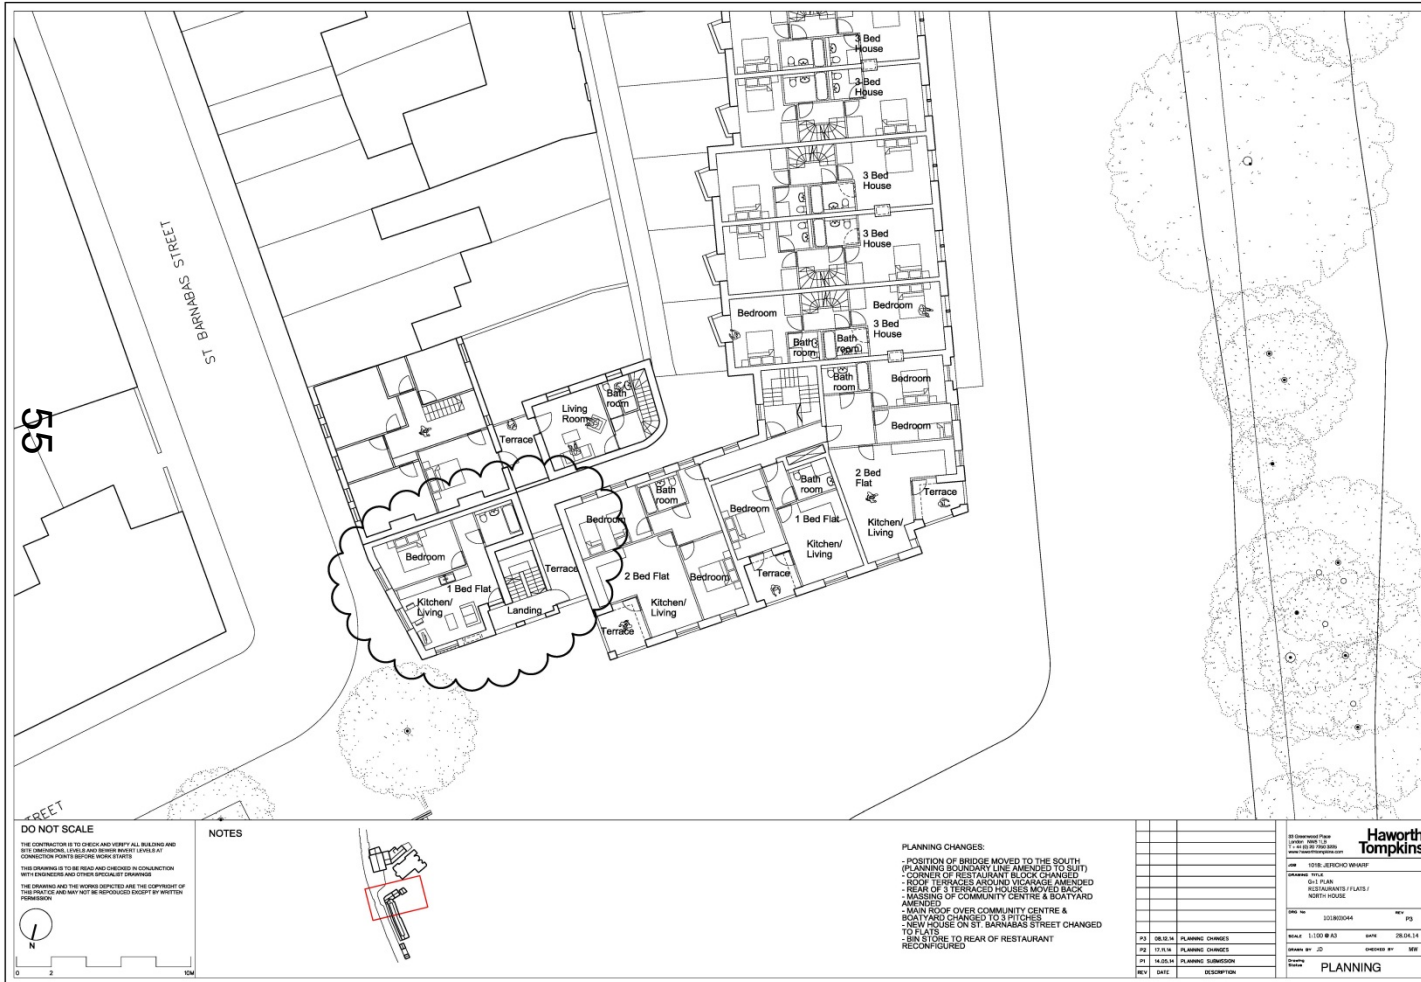 3 Bed
House
3 Bed
House
3 Bed
House
3 Bed
House
Bedroom
Bedroom
3 Bed
House
Bath
room
Bath
room
Bath
room
Bedroom
Bedroom
2 Bed
Flat
Terrace
Kitchen/
Living
ST BARNABAS STREET
55
Living
Room
Bath
room
Terrace
Bath
room
Bedroom
Bedroom
Bath
room
1 Bed Flat
Kitchen/
Living
Bedroom
Terrace
2 Bed Flat
Bedroom
Terrace
1 Bed Flat
Kitchen/
Living
Kitchen/
Living
Landing
Terrace
TREET
DO NOT SCALE
THE CONTRACTOR IS TO CHECK AND VERIFY ALL BUILDING AND
SITE DIMENSIONS, LEVELS AND SEWER INVERT LEVELS AT
CONNECTION POINTS BEFORE WORK STARTS
THIS DRAWING IS TO BE READ AND CHECKED IN CONJUNCTION
WITH ENGINEERS AND OTHER SPECIALIST DRAWINGS
THE DRAWING AND THE WORKS DEPICTED ARE THE COPYRIGHT OF
THIS PRATICE AND MAY NOT BE REPRODUCED EXCEPT BY WRITTEN
PERMISSION
N
0 2 10M
NOTES
PLANNING CHANGES:
- POSITION OF BRIDGE MOVED TO THE SOUTH
(PLANNING BOUNDARY LINE AMENDED TO SUIT)
- CORNER OF RESTAURANT BLOCK CHANGED
- ROOF TERRACES AROUND VICARAGE AMENDED
- REAR OF 3 TERRACED HOUSES MOVED BACK
- MASSING OF COMMUNITY CENTRE & BOATYARD
AMENDED
- MAIN ROOF OVER COMMUNITY CENTRE &
BOATYARD CHANGED TO 3 PITCHES
- NEW HOUSE ON ST. BARNABAS STREET CHANGED
TO FLATS
- BIN STORE TO REAR OF RESTAURANT
RECONFIGURED
P3 08.12.14 PLANNING CHANGES
P2 17.11.14 PLANNING CHANGES
P1 14.05.14 PLANNING SUBMISSION
REV DATE DESCRIPTION
Greenwood Place
London
www.haworthtompkins.com
Haworth
Tompkins
JOB 1018: JERICHO WHARF
DRAWING TITLE
G+1 PLAN
RESTAURANTS / FLATS /
NORTH HOUSE
DRG No REV
P3
SCALE 1:100 @ A3 DATE 28.04.14
DRAWN BY JD CHECKED BY MW
Drawing
Status PLANNING